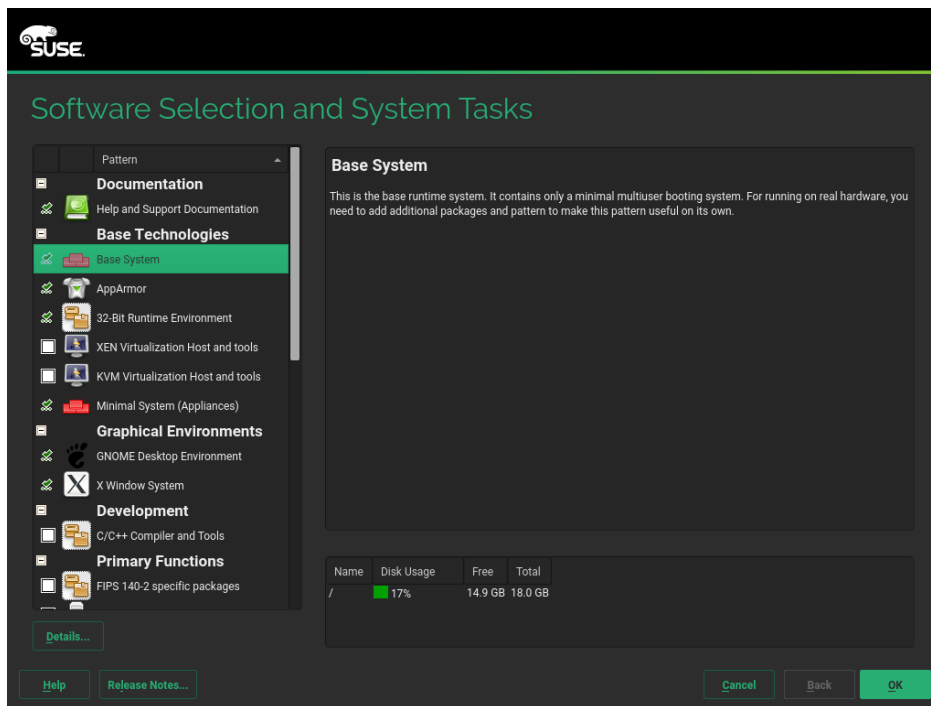 SUSE.
Software Selection and System Tasks
Pattern
Documentation
Help and Support Documentation
Base Technologies
Base System
AppArmor
32-Bit Runtime Environment
XEN Virtualization Host and tools
KVM Virtualization Host and tools
Minimal System (Appliances)
Graphical Environments
GNOME Desktop Environment
X Window System
Development
C/C++ Compiler and Tools
Primary Functions
FIPS 140-2 specific packages
Details...
Base System
This is the base runtime system. It contains only a minimal multiuser booting system. For running on real hardware, you
need to add additional packages and pattern to make this pattern useful on its own.
Name Disk Usage Free Total
/ 17% 14.9 GB 18.0 GB
Help Release Notes... Cancel Back OK